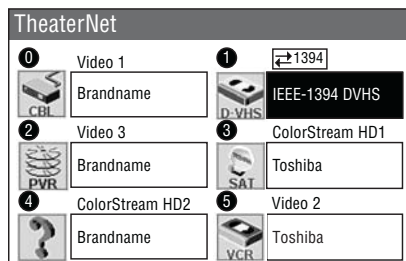 TheaterNet
0 Video 1
CBL Brandname
1 1394
D-VHS IEEE-1394 DVHS
2 Video 3
PVR Brandname
3 ColorStream HD1
SAT Toshiba
4 ColorStream HD2
? Brandname
5 Video 2
VCR Toshiba